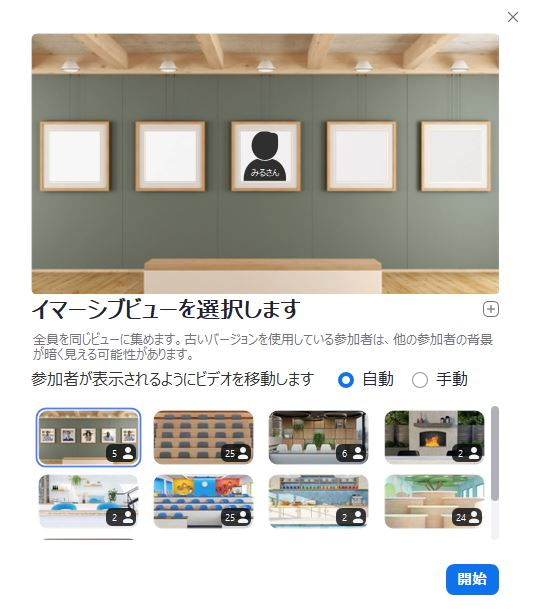 みるさん
イマーシブビューを選択します
全員を同じビューに集めます。古いバージョンを使用している参加者は、他の参加者の背景
が暗く見える可能性があります。
参加者が表示されるようにビデオを移動します 自動 手動
5 25 6 2
2 25 2 24
開始